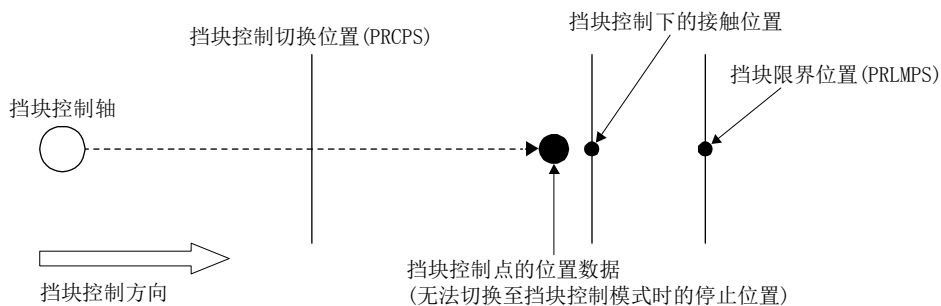 挡块控制下的接触位置
挡块控制切换位置(PRCPS)
挡块限界位置(PRLMPS)
挡块控制轴
挡块控制点的位置数据
(无法切换至挡块控制模式时的停止位置)
挡块控制方向